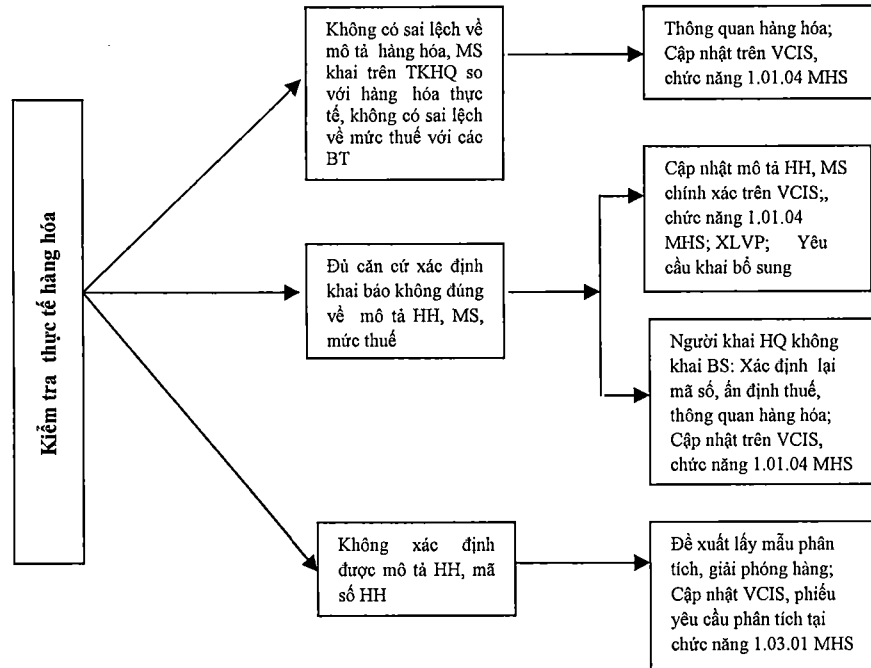 Kiểm tra thực tế hàng hóa
Không có sai lệch về
mô tả hàng hóa, MS
khai trên TKHQ so
với hàng hóa thực
tế, không có sai lệch
về mức thuế với các
BT
Thông quan hàng hóa;
Cập nhật trên VCIS,
chức năng 1.01.04 MHS
Đủ căn cứ xác định
khai báo không đúng
về mô tả HH, MS,
mức thuế
Cập nhật mô tả HH, MS
chính xác trên VCIS;,
chức năng 1.01.04
MHS; XLVP; Yêu
cầu khai bổ sung
Người khai HQ không
khai BS: Xác định lại
mã số, ấn định thuế,
thông quan hàng hóa;
Cập nhật trên VCIS,
chức năng 1.01.04 MHS
Không xác định
được mô tả HH, mã
số HH
Đề xuất lấy mẫu phân
tích, giải phóng hàng;
Cập nhật VCIS, phiếu
yêu cầu phân tích tại
chức năng 1.03.01 MHS